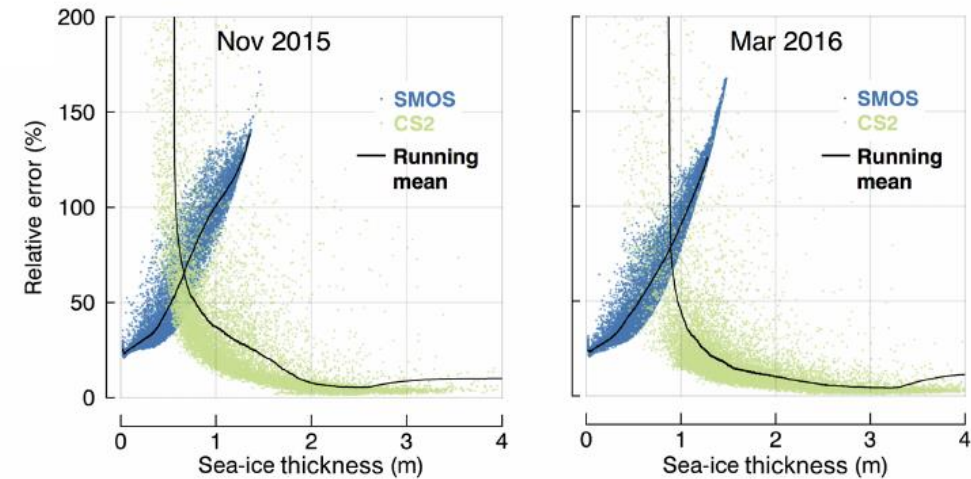 Nov 2015
Mar 2016
Relative error (%)
200
150
100
50
0
SMOS
CS2
Running
mean
SMOS
CS2
Running
mean
0 1 2 3 4
0 1 2 3 4
Sea-ice thickness (m)
Sea-ice thickness (m)